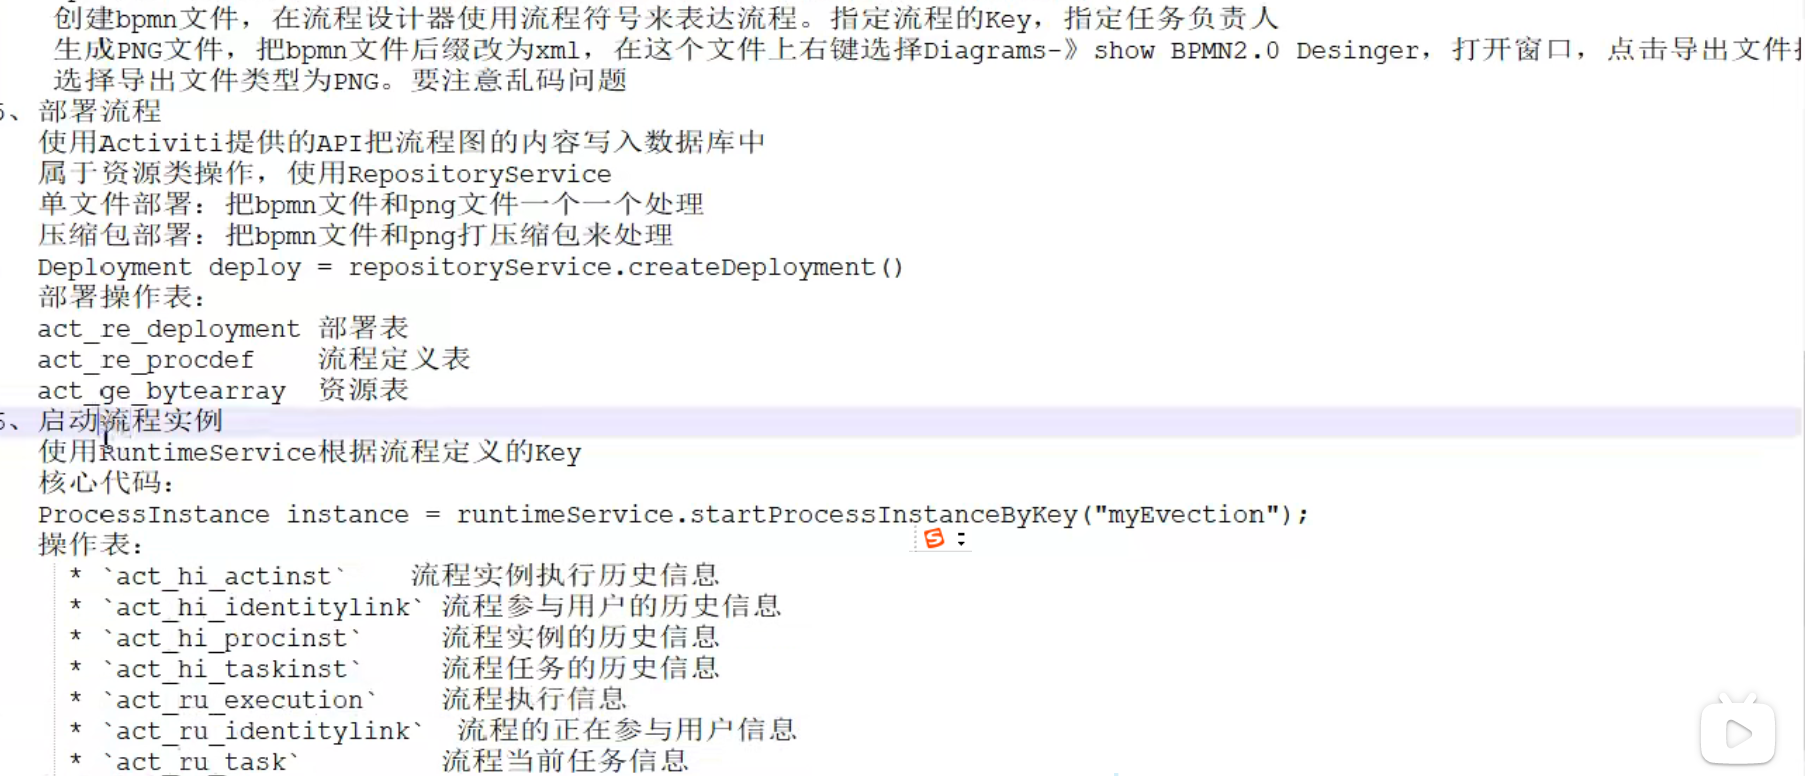 创建bpmn文件，在流程设计器使用流程符号来表达流程。指定流程的Key，指定任务负责人
生成PNG文件，把bpmn文件后缀改为xml，在这个文件上右键选择Diagrams-》show BPMN2.0 Desinger，打开窗口，点击导出文件
选择导出文件类型为PNG。要注意乱码问题
、部署流程
使用Activiti提供的API把流程图的内容写入数据库中
属于资源类操作，使用RepositoryService
单文件部署：把bpmn文件和png文件一个一个处理
压缩包部署：把bpmn文件和png打压缩包来处理
Deployment deploy = repositoryService.createDeployment()
部署操作表：
act_re_deployment 部署表
act_re_procdef 流程定义表
act_ge_bytearray 资源表
、启动流程实例
使用RuntimeService根据流程定义的Key
核心代码：
ProcessInstance instance = runtimeService.startProcessInstanceByKey("myEvection");
操作表：
* `act_hi_actinst` 流程实例执行历史信息
* `act_hi_identitylink` 流程参与用户的历史信息
* `act_hi_procinst` 流程实例的历史信息
* `act_hi_taskinst` 流程任务的历史信息
* `act_ru_execution` 流程执行信息
* `act_ru_identitylink` 流程的正在参与用户信息
* `act_ru_task` 流程当前任务信息